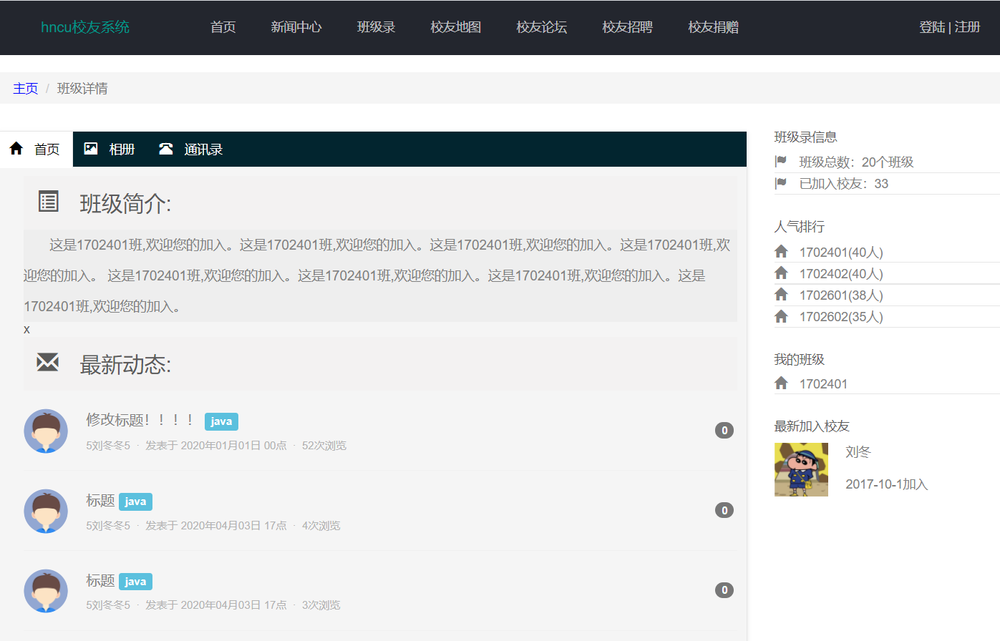 hncu校友系统 首页 新闻中心 班级录 校友地图 校友论坛 校友招聘 校友捐赠 登陆 | 注册
主页 / 班级详情
首页 相册 通讯录
班级简介:
这是1702401班,欢迎您的加入。这是1702401班,欢迎您的加入。这是1702401班,欢迎您的加入。这是1702401班,欢
迎您的加入。 这是1702401班,欢迎您的加入。这是1702401班,欢迎您的加入。这是1702401班,欢迎您的加入。这是
1702401班,欢迎您的加入。
x
最新动态:
修改标题！！！！ java
5刘冬冬5 · 发表于 2020年01月01日 00点 · 52次浏览
0
标题 java
5刘冬冬5 · 发表于 2020年04月03日 17点 · 4次浏览
0
标题 java
5刘冬冬5 · 发表于 2020年04月03日 17点 · 3次浏览
0
班级录信息
班级总数：20个班级
已加入校友：33
人气排行
1702401(40人)
1702402(40人)
1702601(38人)
1702602(35人)
我的班级
1702401
最新加入校友
刘冬
2017-10-1加入